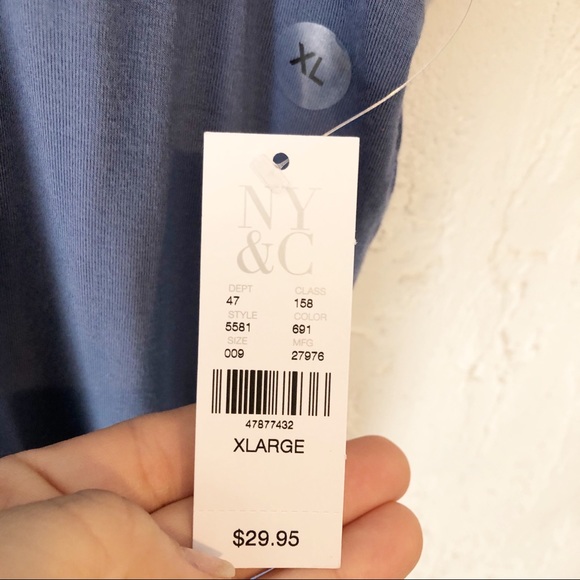 XL
NY
&C
DEPT CLASS
47 158
STYLE COLOR
5581 691
SIZE MFG
009 27976
47877432
XLARGE
$29.95